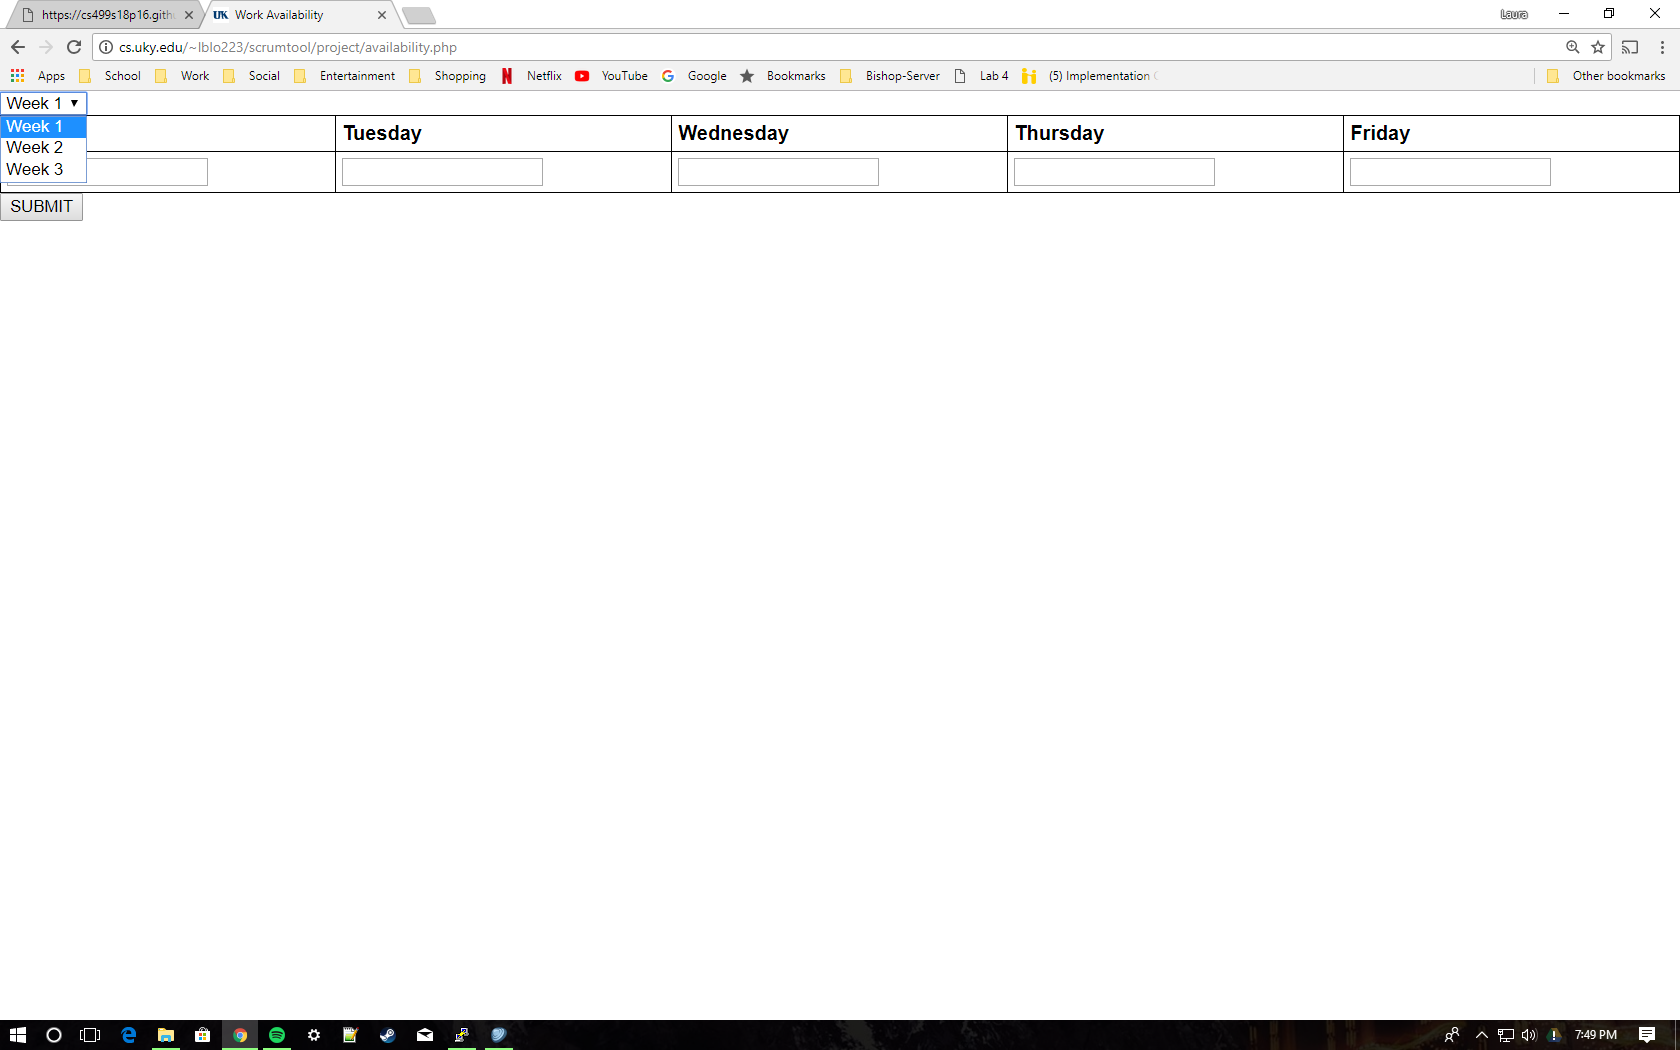 https://cs499s18p16.gith
UK Work Availability
Laura
cs.uky.edu/~lblo223/scrumtool/project/availability.php
Apps School Work Social Entertainment Shopping N Netflix YouTube G Google Bookmarks Bishop-Server Lab 4 (5) Implementation Other bookmarks
Week 1
Week 1
Week 2
Week 3
Tuesday Wednesday Thursday Friday
SUBMIT
7:49 PM